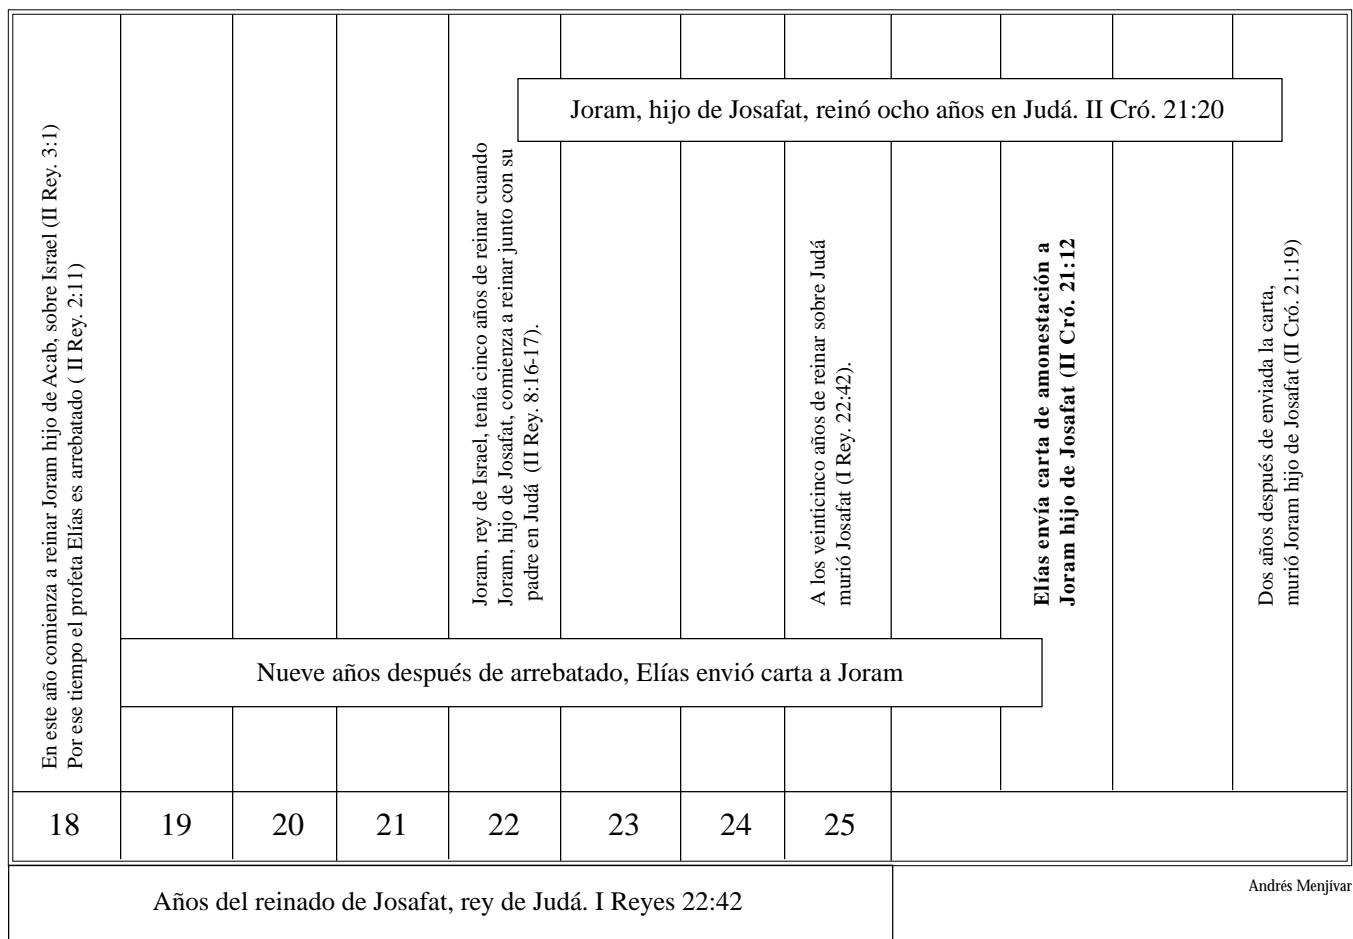 Joram, hijo de Josafat, reinó ocho años en Judá. II Cró. 21:20
En este año comienza a reinar Joram hijo de Acab, sobre Israel (II Rey. 3:1)
Por ese tiempo el profeta Elías es arrebatado ( II Rey. 2:11)
Joram, rey de Israel, tenía cinco años de reinar cuando
Joram, hijo de Josafat, comienza a reinar junto con su
padre en Judá (II Rey. 8:16-17).
A los veinticinco años de reinar sobre Judá
murió Josafat (I Rey. 22:42).
Elías envía carta de amonestación a
Joram hijo de Josafat (II Cró. 21:12
Dos años después de enviada la carta,
murió Joram hijo de Josafat (II Cró. 21:19)
Nueve años después de arrebatado, Elías envió carta a Joram
18 19 20 21 22 23 24 25
Años del reinado de Josafat, rey de Judá. I Reyes 22:42
Andrés Menjívar